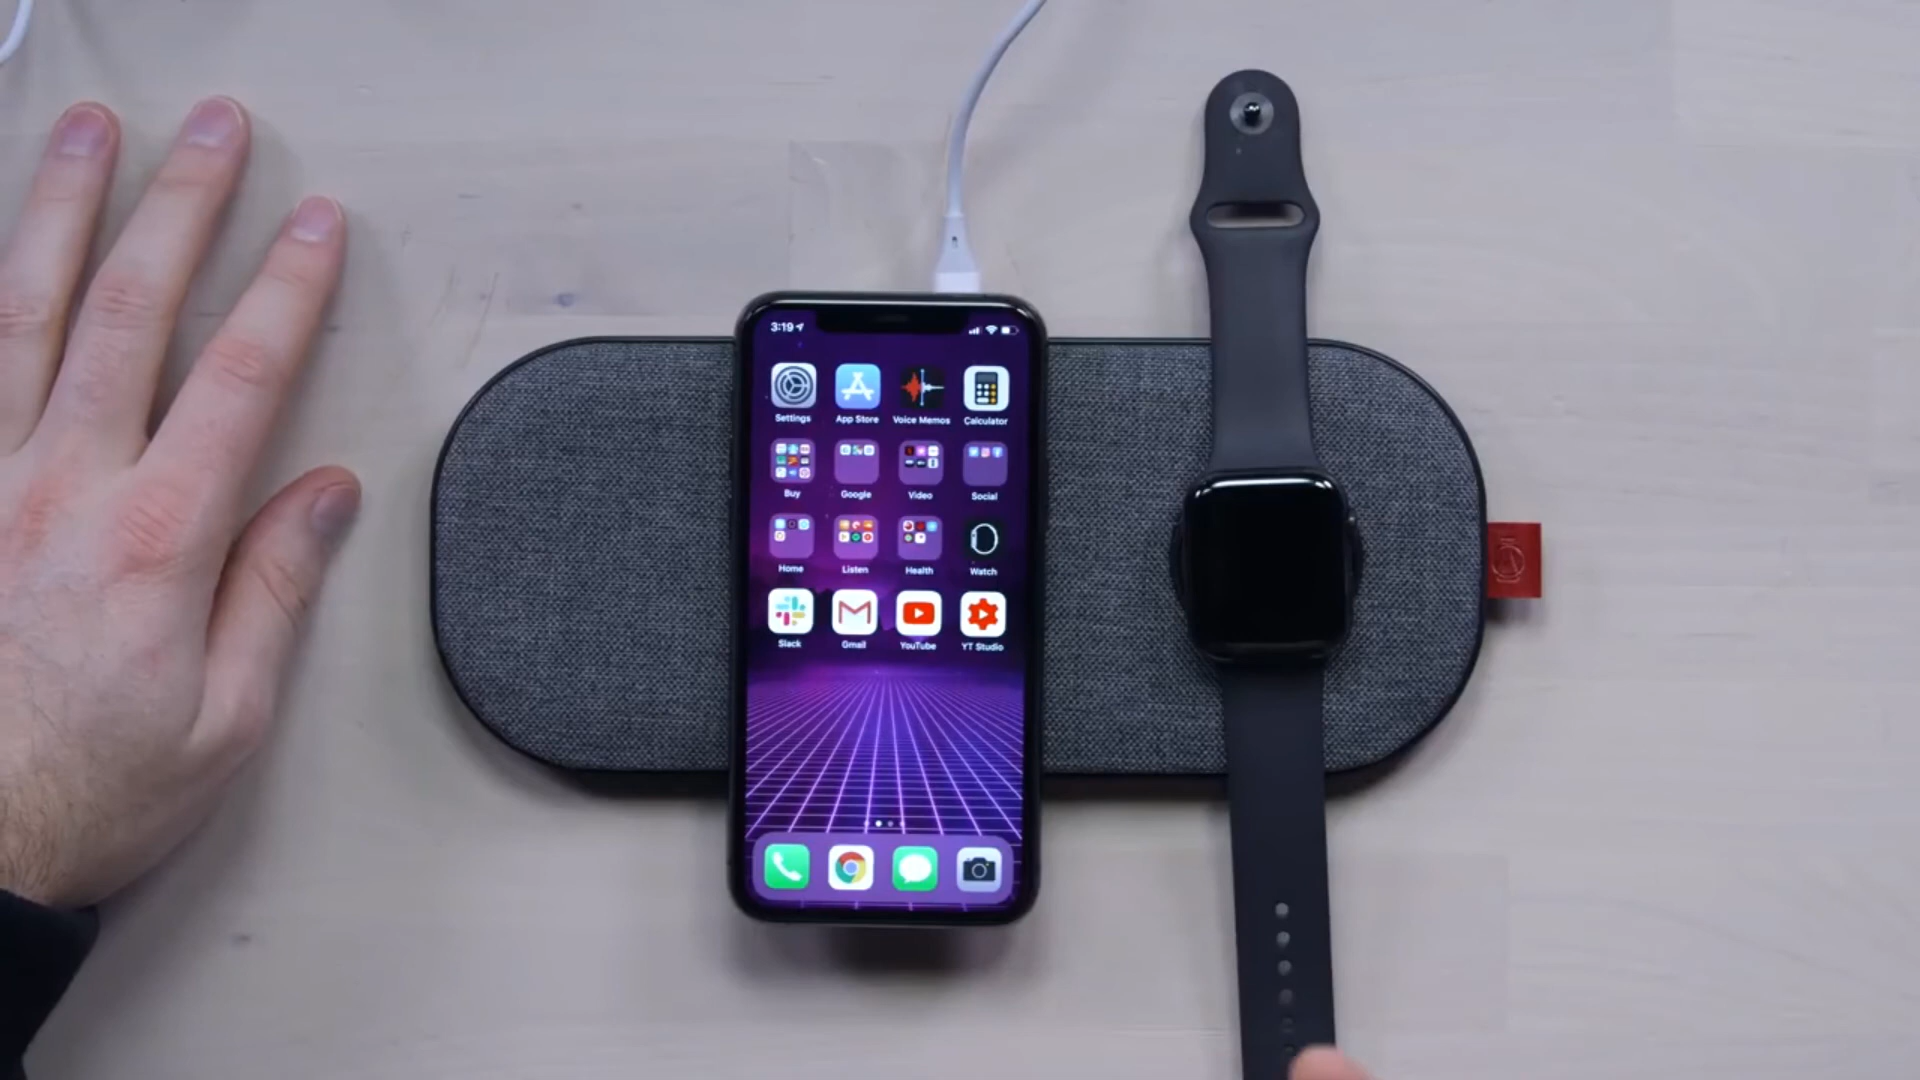 3:19
Settings App Store Voice Memos Calculator
Buy Google Video Social
Home Listen Health Watch
Slack Gmail YouTube YT Studio